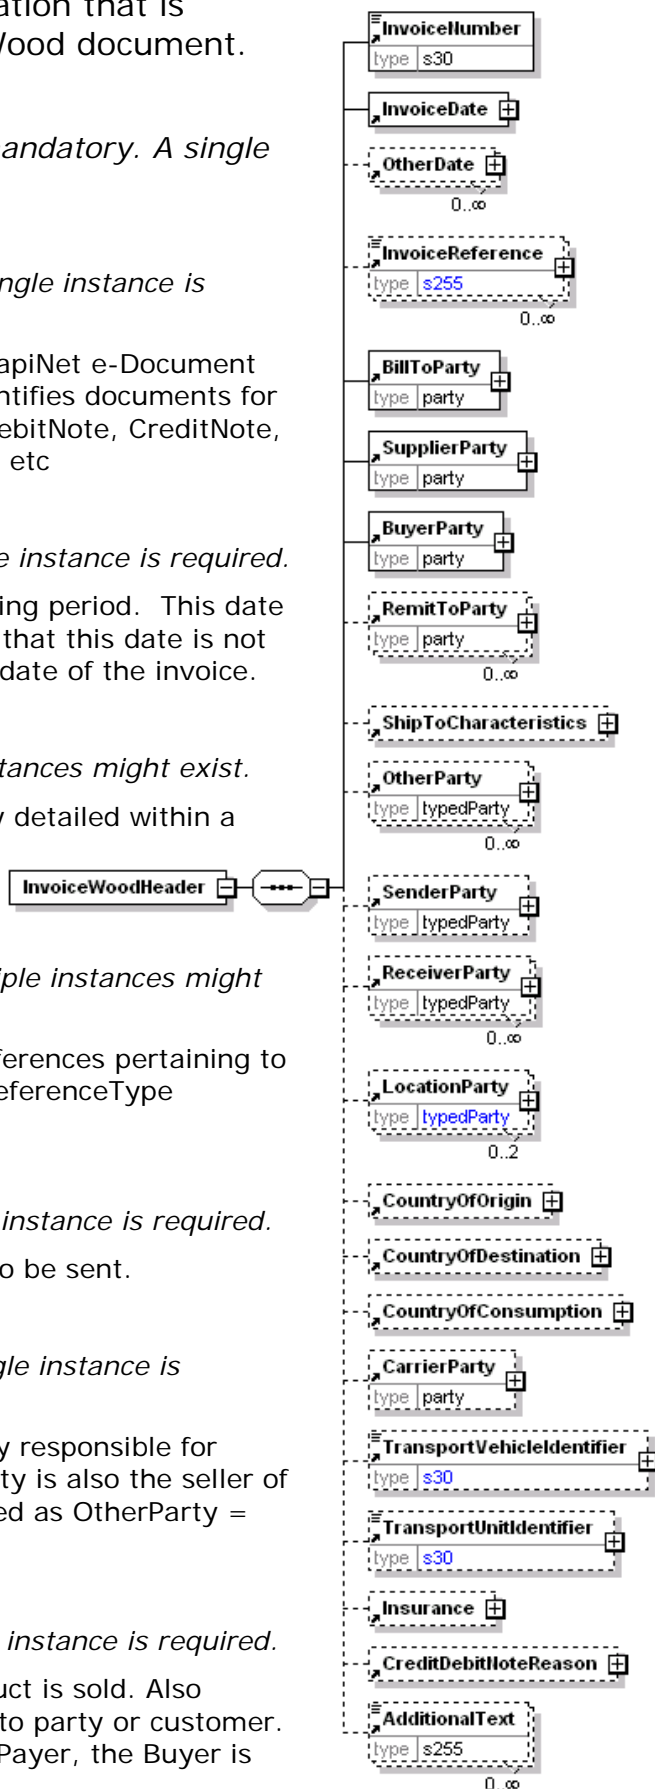 ation that is
Wood document.
andatory. A single
ngle instance is
apiNet e-Document
ntifies documents for
ebitNote, CreditNote,
etc
e instance is required.
ing period. This date
that this date is not
date of the invoice.
tances might exist.
detailed within a
InvoiceWoodHeader
iple instances might
ferences pertaining to
eferenceType
instance is required.
o be sent.
gle instance is
y responsible for
ty is also the seller of
ed as OtherParty =
instance is required.
uct is sold. Also
to party or customer.
Payer, the Buyer is
InvoiceNumber
type s30
InvoiceDate
OtherDate
0..∞
InvoiceReference
type s255
0..∞
BillToParty
type party
SupplierParty
type party
BuyerParty
type party
RemitToParty
type party
0..∞
ShipToCharacteristics
OtherParty
type typedParty
0..∞
SenderParty
type typedParty
ReceiverParty
type typedParty
0..∞
LocationParty
type typedParty
0..2
CountryOfOrigin
CountryOfDestination
CountryOfConsumption
CarrierParty
type party
TransportVehicleIdentifier
type s30
TransportUnitIdentifier
type s30
Insurance
CreditDebitNoteReason
AdditionalText
type s255
0..∞